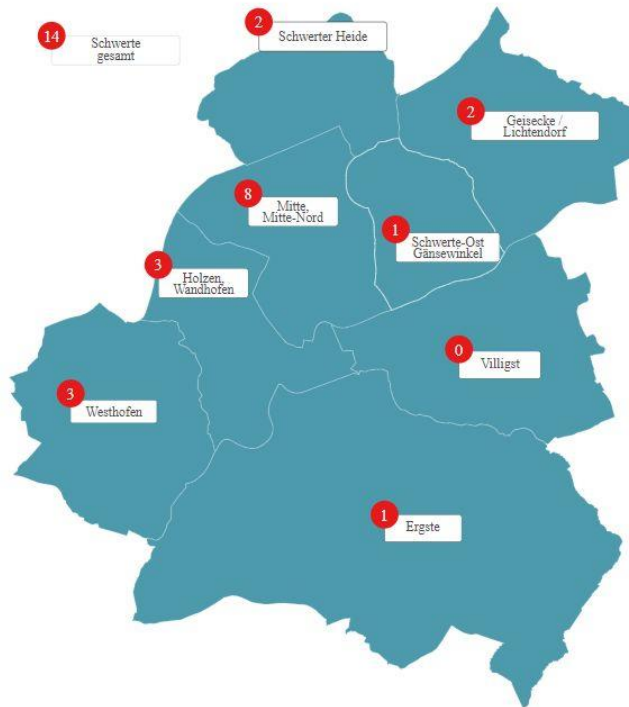 14
Schwerte
gesamt
2
Schwerter Heide
2
Geisecke /
Lichtendorf
8
Mitte,
Mitte-Nord
1
Schwerte-Ost
Gänsewinkel
3
Holzen,
Wandhofen
0
Villigst
3
Westhofen
1
Ergste